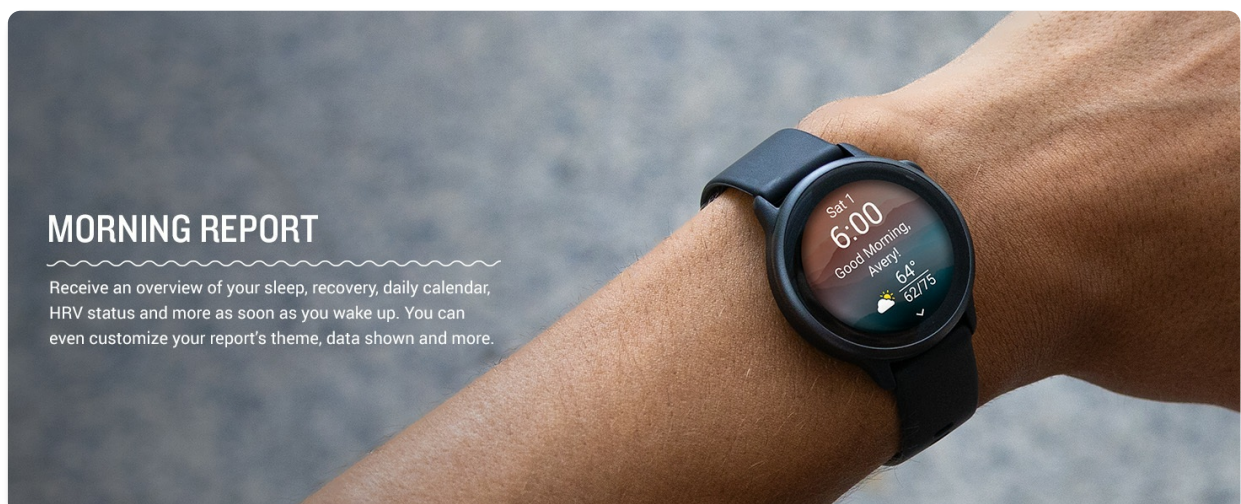 MORNING REPORT
Receive an overview of your sleep, recovery, daily calendar,
HRV status and more as soon as you wake up. You can
even customize your report's theme, data shown and more.
Sat 1
6:00
Good Morning,
Avery!
64°
62/75